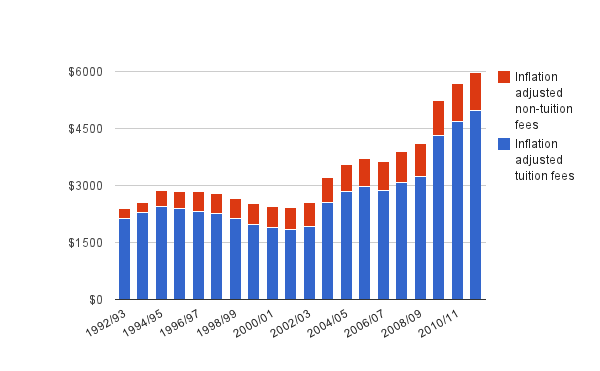 $6000
$4500
$3000
$1500
$0
1992/93
1994/95
1996/97
1998/99
2000/01
2002/03
2004/05
2006/07
2008/09
2010/11
Inflation
adjusted
non-tuition
fees
Inflation
adjusted
tuition fees